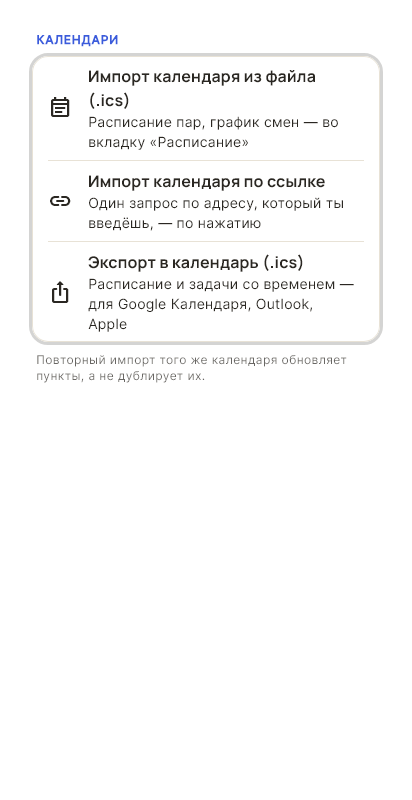 КАЛЕНДАРИ
Импорт календаря из файла
(.ics)
Расписание пар, график смен — во
вкладку «Расписание»
Импорт календаря по ссылке
Один запрос по адресу, который ты
введёшь, — по нажатию
Экспорт в календарь (.ics)
Расписание и задачи со временем —
для Google Календаря, Outlook,
Apple
Повторный импорт того же календаря обновляет
пункты, а не дублирует их.